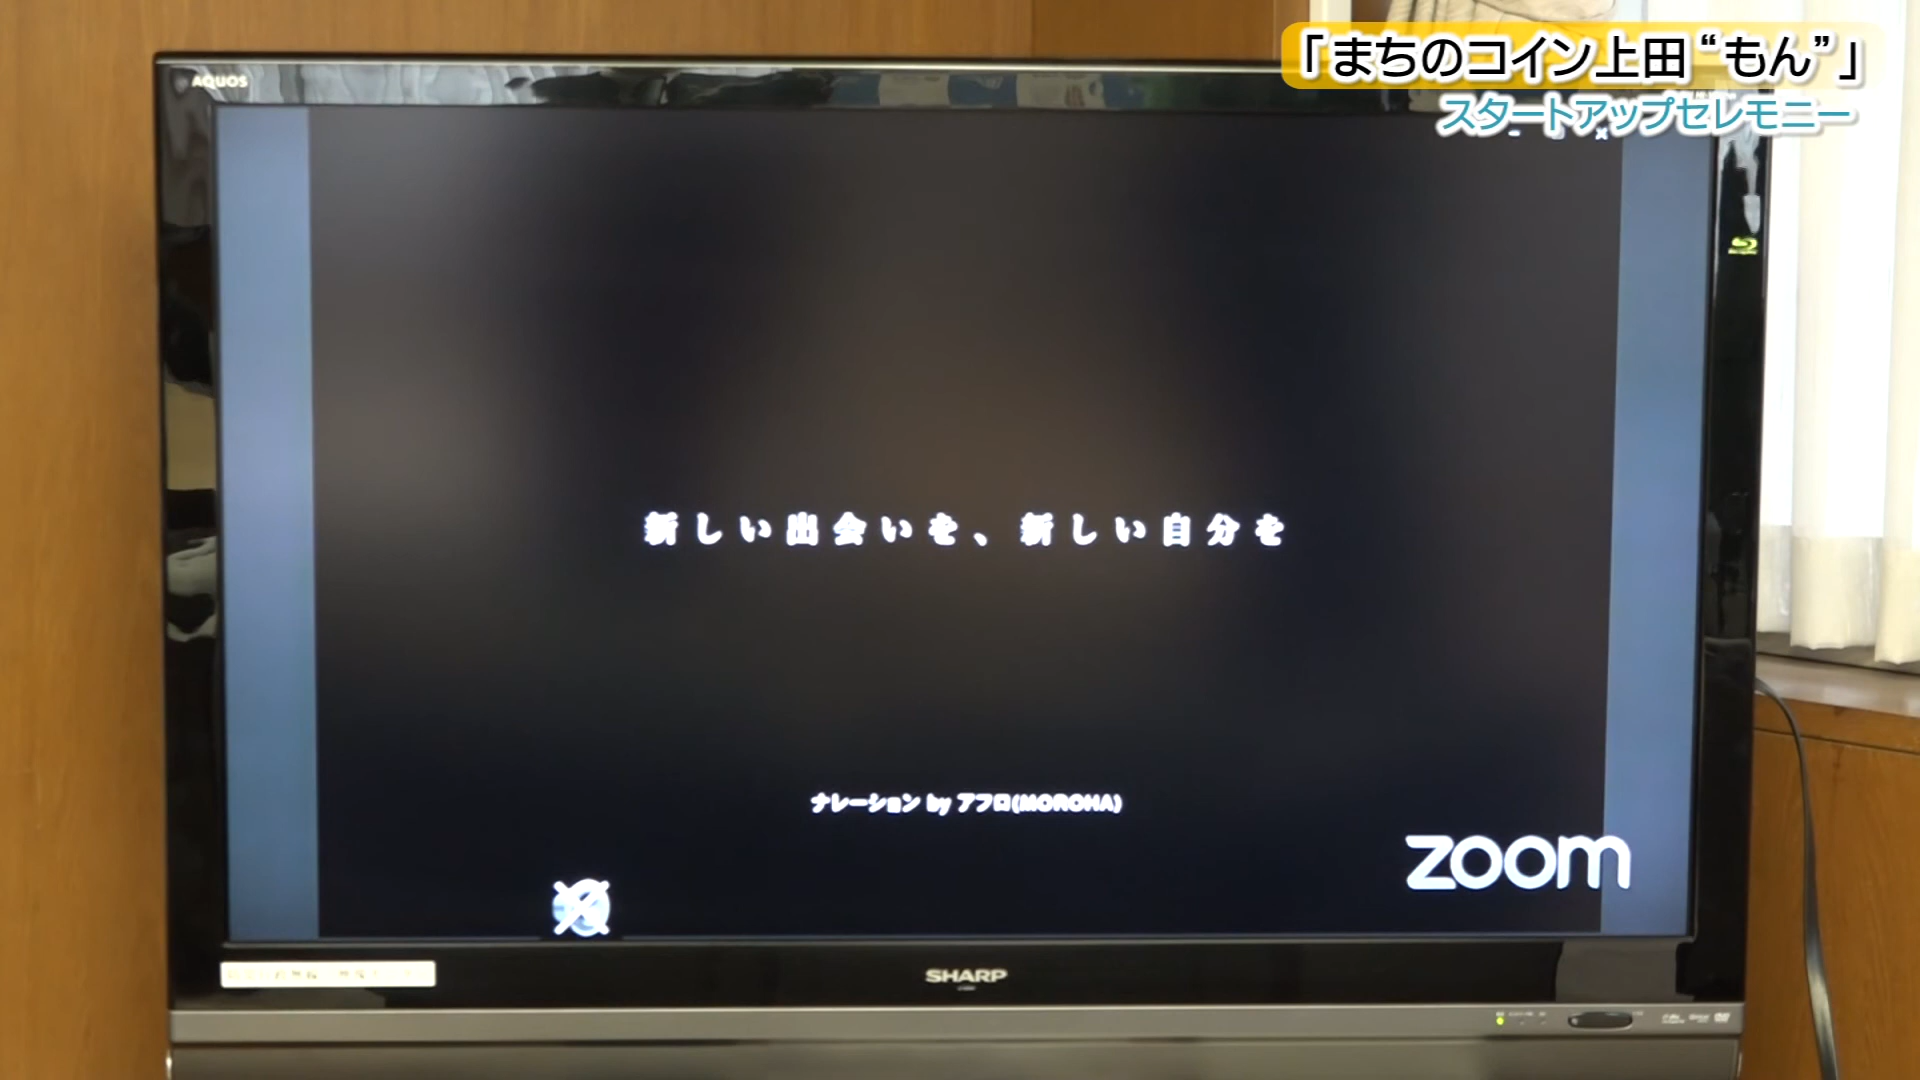 「まちのコイン上田“もん”」
スタートアップセレモニー
AQUOS
新しい出会いを、新しい自分を
ナレーション by アフロ(MOROHA)
zoom
SHARP